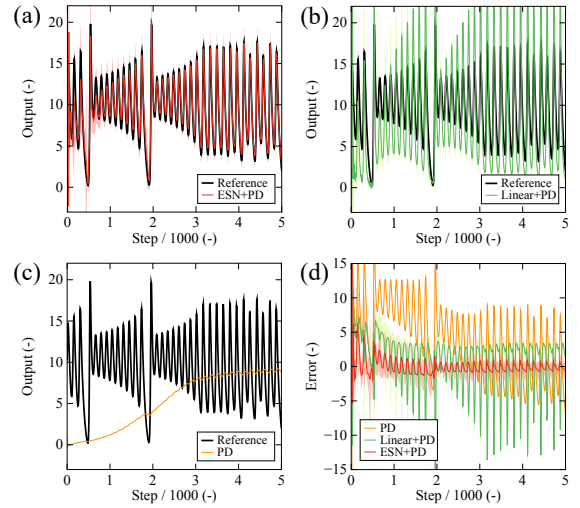 (a)
20
15
10
5
0
Output (-)
Reference
ESN+PD
0 1 2 3 4 5
Step / 1000 (-)
(b)
20
15
10
5
0
Output (-)
Reference
Linear+PD
0 1 2 3 4 5
Step / 1000 (-)
(c)
20
15
10
5
0
Output (-)
Reference
PD
0 1 2 3 4 5
Step / 1000 (-)
(d)
15
10
5
0
−5
−10
−15
Error (-)
PD
Linear+PD
ESN+PD
0 1 2 3 4 5
Step / 1000 (-)